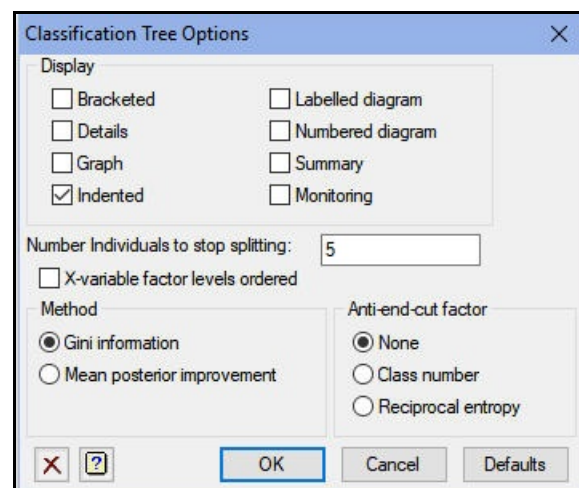 Classification Tree Options
Display
Bracketed
Labelled diagram
Details
Numbered diagram
Graph
Summary
Indented
Monitoring
Number Individuals to stop splitting: 5
X-variable factor levels ordered
Method
Gini information
Mean posterior improvement
Anti-end-cut factor
None
Class number
Reciprocal entropy
OK
Cancel
Defaults